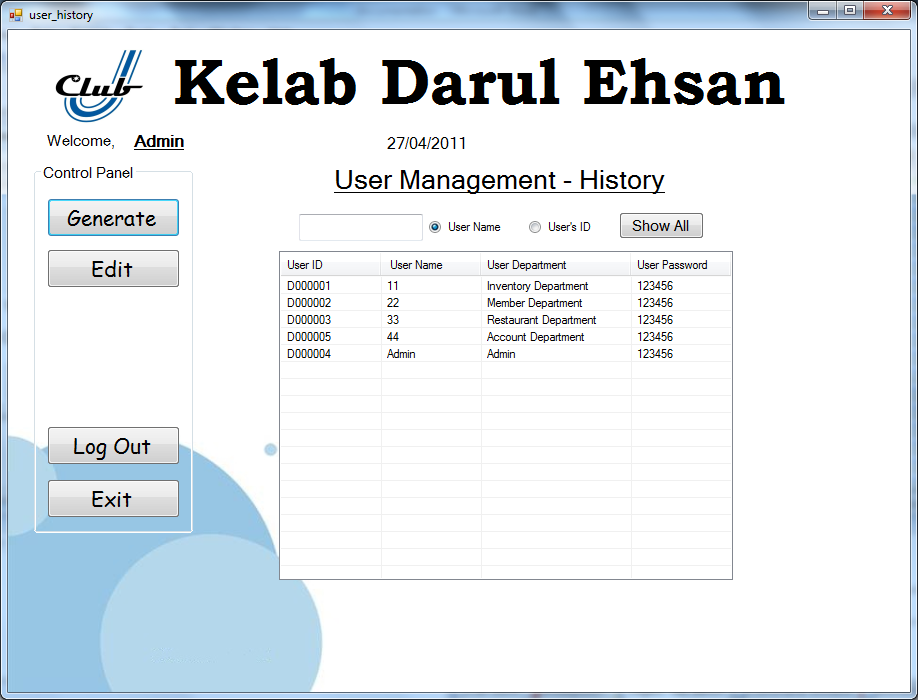 user_history
Club Kelab Darul Ehsan
Welcome, Admin 27/04/2011
Control Panel
User Management - History
Generate
User Name User's ID Show All
Edit
User ID User Name User Department User Password
D000001 11 Inventory Department 123456
D000002 22 Member Department 123456
D000003 33 Restaurant Department 123456
D000005 44 Account Department 123456
D000004 Admin Admin 123456
Log Out
Exit